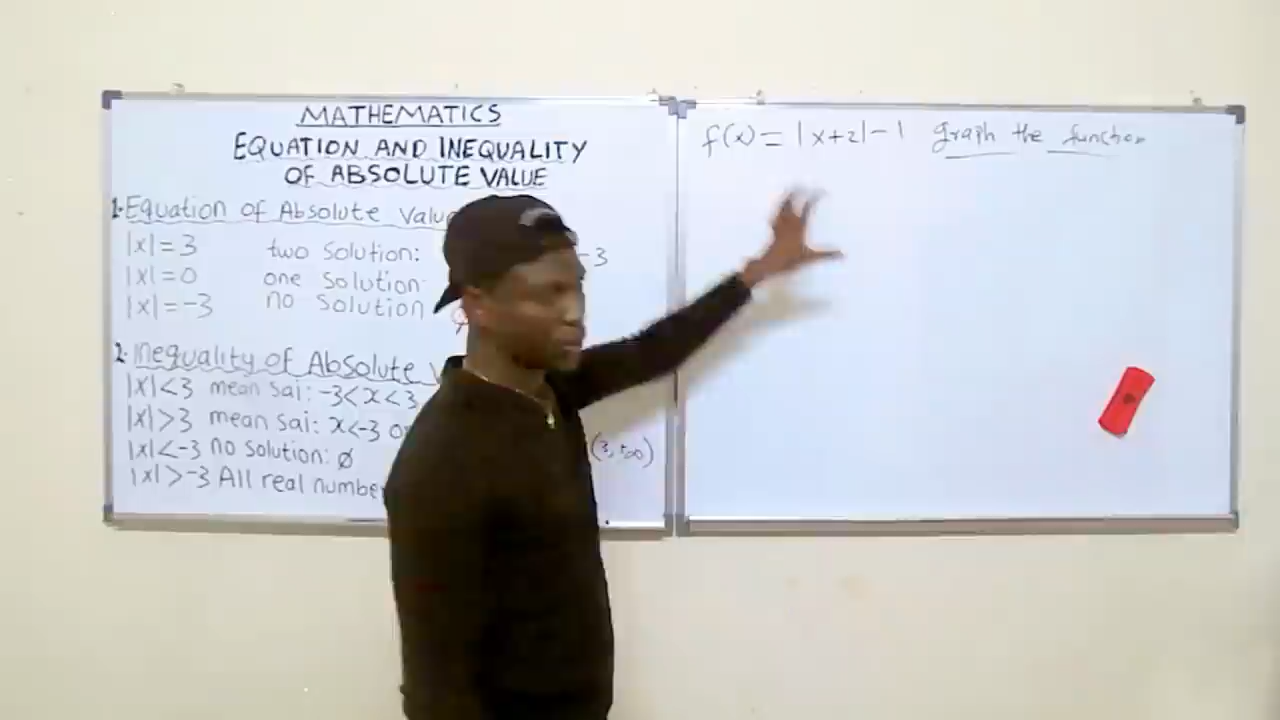 MATHEMATICS
EQUATION AND INEQUALITY
OF ABSOLUTE VALUE
1. Equation of Absolute Valu
|x| = 3 two solution: -3
|x| = 0 one solution
|x| = -3 no solution
2. Inequality of Absolute
|x| < 3 mean sai: -3 < x < 3
|x| > 3 mean sai: x < -3 o (3, +∞)
|x| < -3 no solution: ∅
|x| > -3 All real numbe
f(x) = |x+2| - 1 graph the function